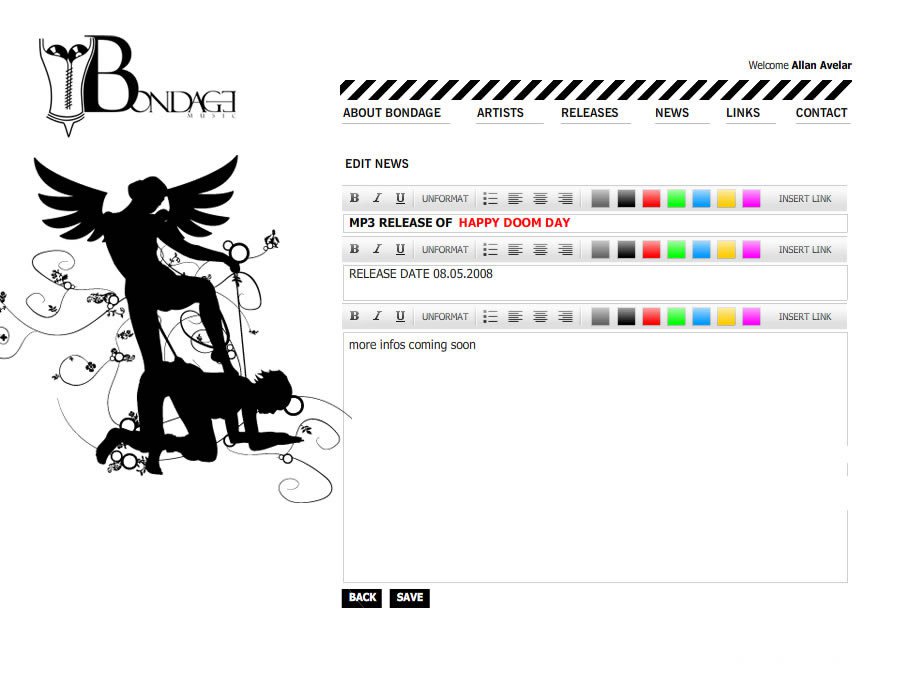 BONDAGE
MUSIC
Welcome Allan Avelar
ABOUT BONDAGE ARTISTS RELEASES NEWS LINKS CONTACT
EDIT NEWS
B I U UNFORMAT INSERT LINK
MP3 RELEASE OF HAPPY DOOM DAY
B I U UNFORMAT INSERT LINK
RELEASE DATE 08.05.2008
B I U UNFORMAT INSERT LINK
more infos coming soon
BACK SAVE